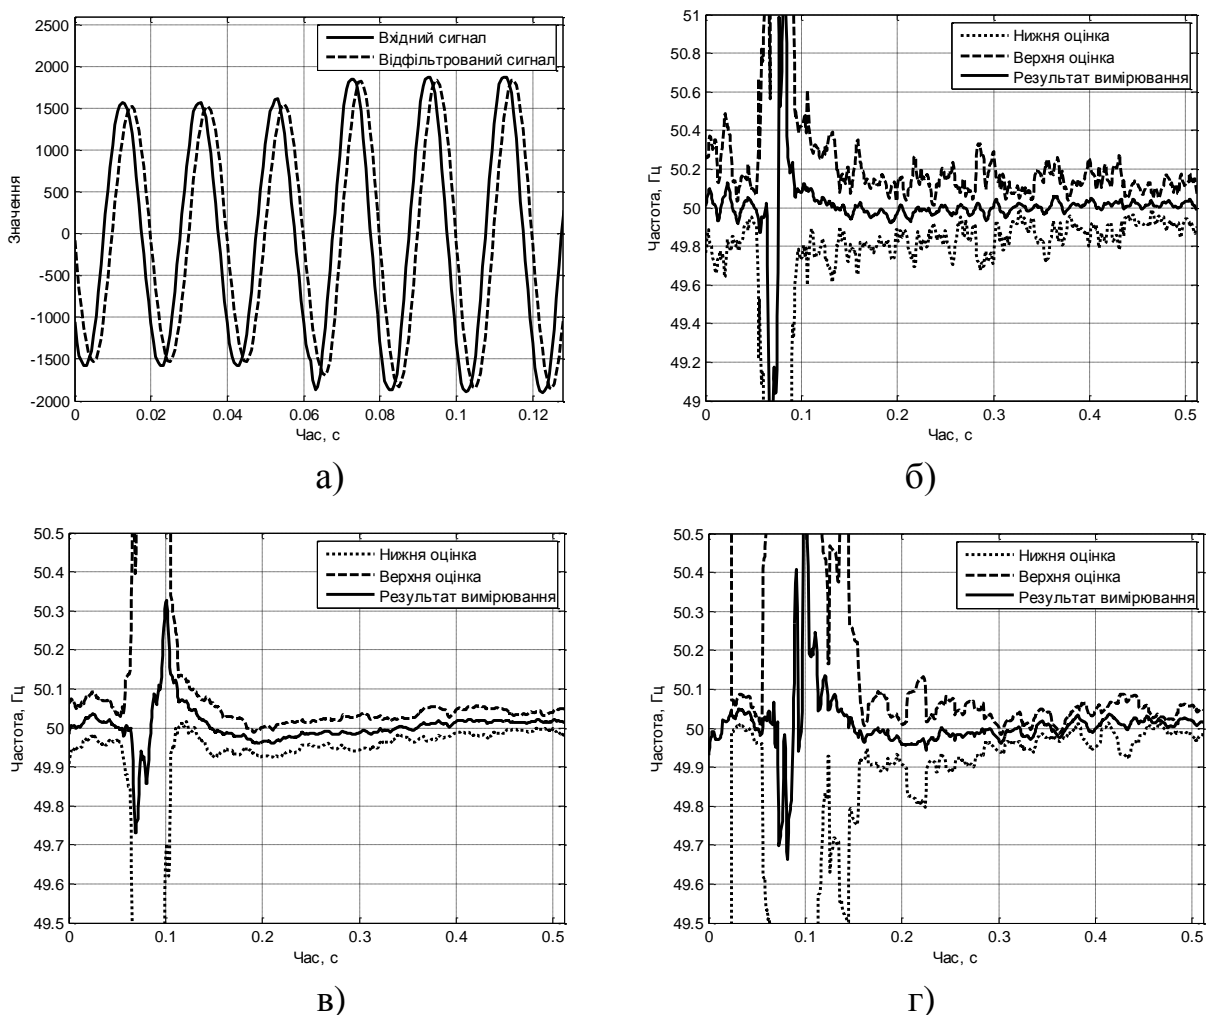 2500
2000
1500
1000
500
0
-500
-1000
-1500
-2000
Значення
0
0.02
0.04
0.06
0.08
0.1
0.12
Час, с
Вхідний сигнал
Відфільтрований сигнал
а)
51
50.8
50.6
50.4
50.2
50
49.8
49.6
49.4
49.2
49
Частота, Гц
0
0.1
0.2
0.3
0.4
0.5
Час, с
Нижня оцінка
Верхня оцінка
Результат вимірювання
б)
50.5
50.4
50.3
50.2
50.1
50
49.9
49.8
49.7
49.6
49.5
Частота, Гц
0
0.1
0.2
0.3
0.4
0.5
Час, с
Нижня оцінка
Верхня оцінка
Результат вимірювання
в)
50.5
50.4
50.3
50.2
50.1
50
49.9
49.8
49.7
49.6
49.5
Частота, Гц
0
0.1
0.2
0.3
0.4
0.5
Час, с
Нижня оцінка
Верхня оцінка
Результат вимірювання
г)